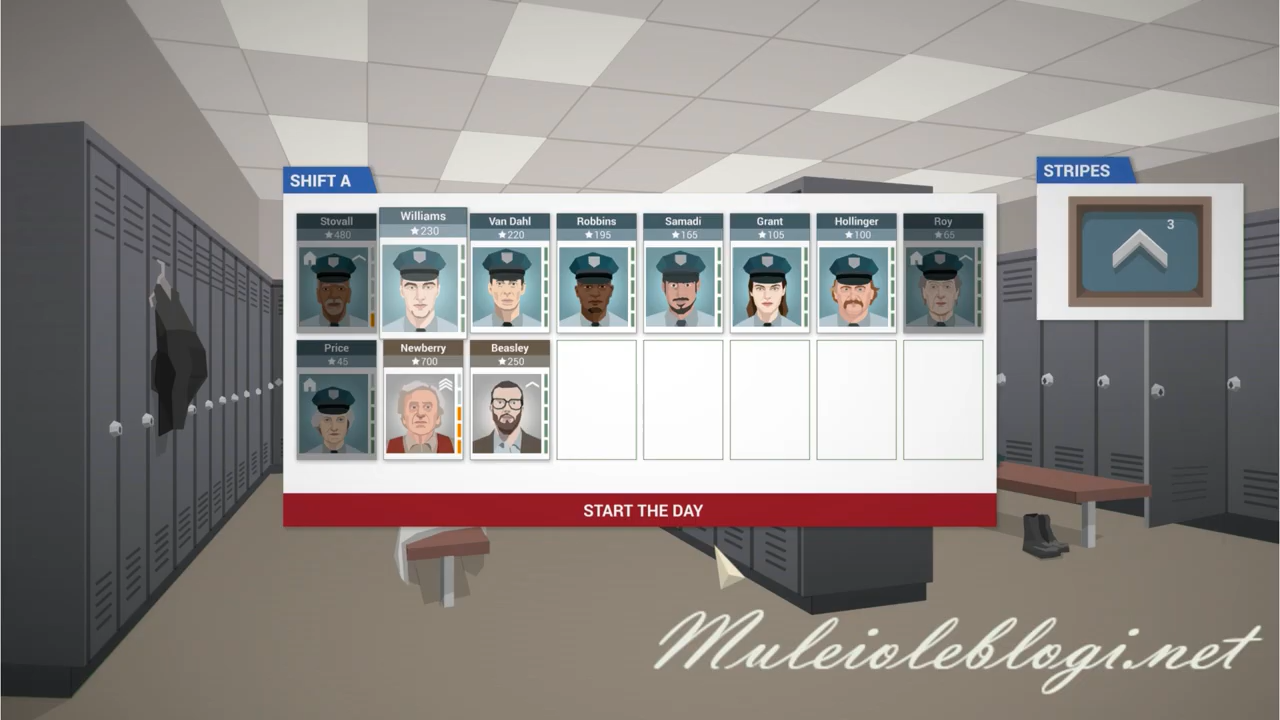 SHIFT A
STRIPES
3
Stovall
★480
Williams
★230
Van Dahl
★220
Robbins
★195
Samadi
★165
Grant
★105
Hollinger
★100
Roy
★65
Price
★45
Newberry
★700
Beasley
★250
START THE DAY
Muleioleblogi.net